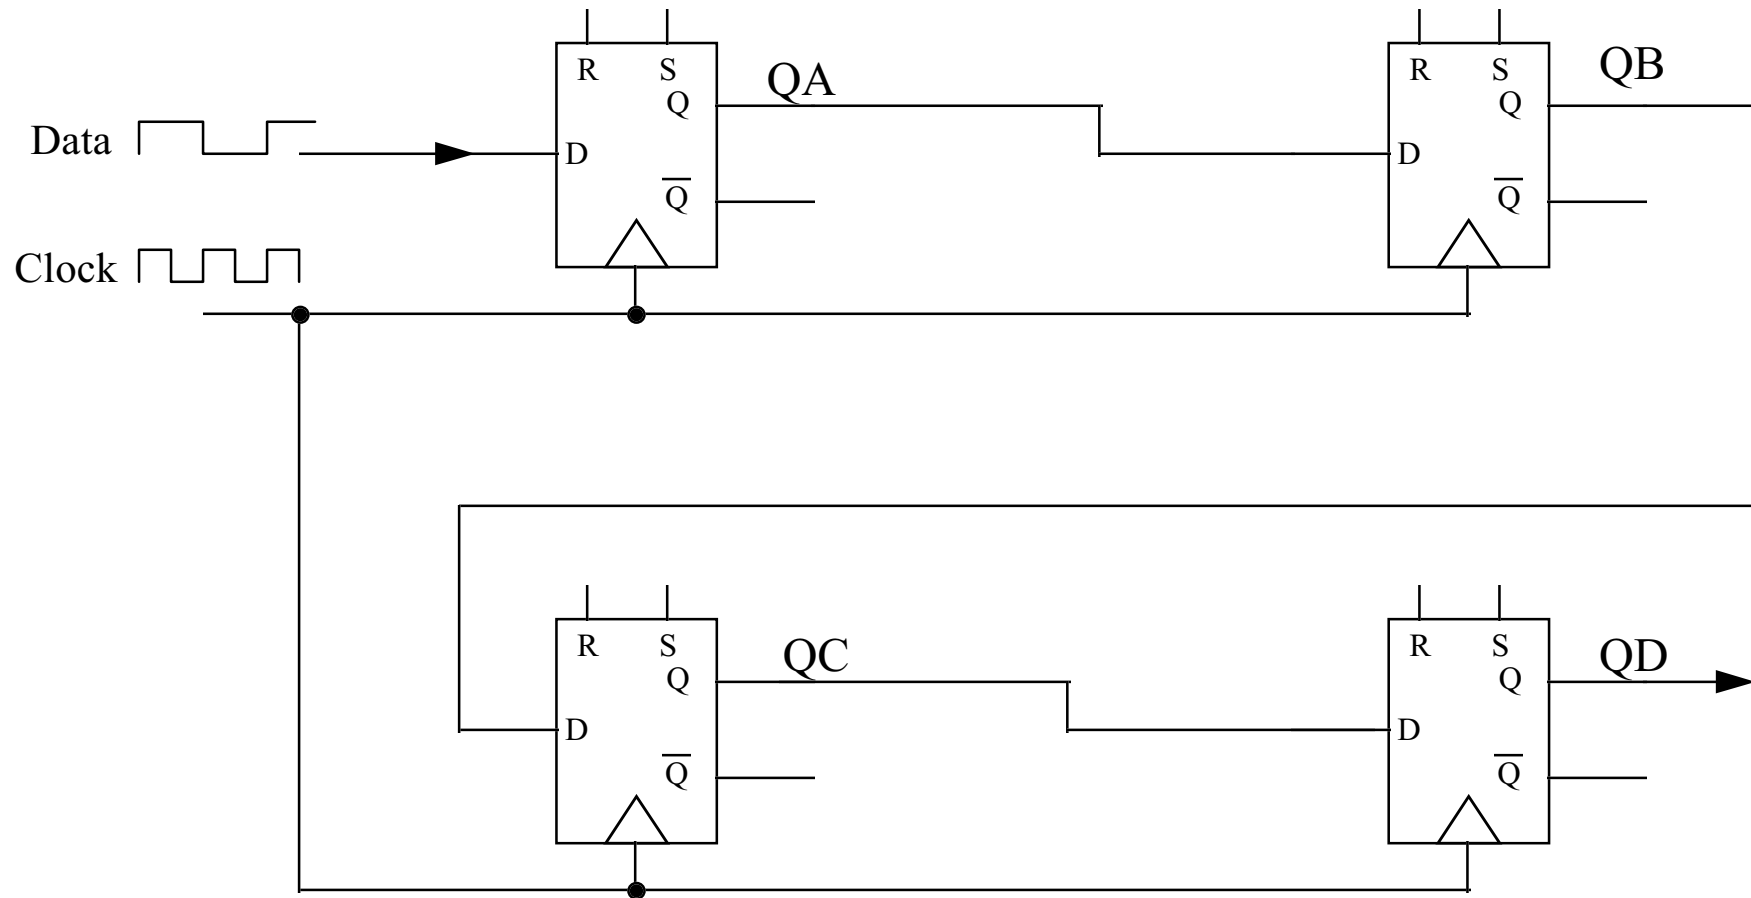 R S QA
Q
Data
D
Q̅
Clock
R S QB
Q
D
Q̅
R S QC
Q
D
Q̅
R S QD
Q
D
Q̅